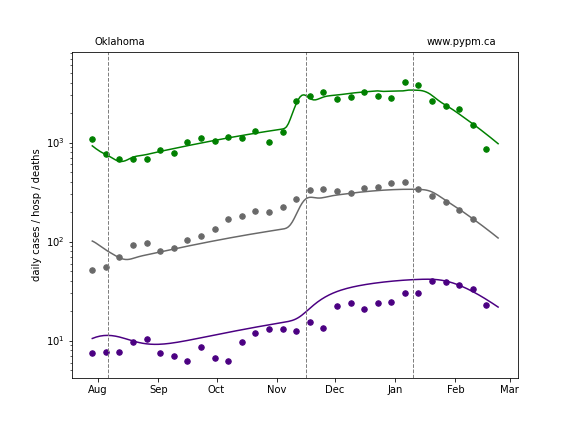 Oklahoma
www.pypm.ca
daily cases / hosp / deaths
10³
10²
10¹
Aug Sep Oct Nov Dec Jan Feb Mar